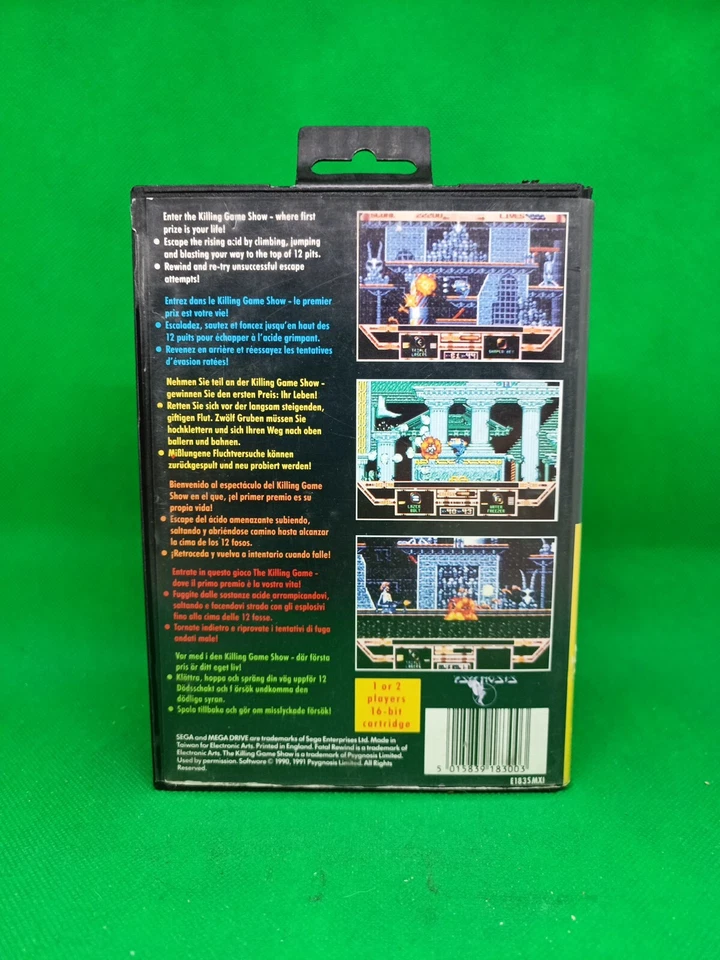 Enter the Killing Game Show - where first
prize is your life!
• Escape the rising acid by climbing, jumping
and blasting your way to the top of 12 pits.
• Rewind and re-try unsuccessful escape
attempts!
Entrez dans le Killing Game Show - le premier
prix est votre vie!
• Escaladez, sautez et foncez jusqu'en haut des
12 puits pour échapper à l'acide grimpant.
• Revenez en arrière et réessayez les tentatives
d'évasion ratées!
Nehmen Sie teil an der Killing Game Show -
gewinnen Sie den ersten Preis: Ihr Leben!
• Retten Sie sich vor der langsam steigenden,
giftigen Flut. Zwölf Gruben müssen Sie
hochklettern und sich Ihren Weg nach oben
ballern und bahnen.
• Mißlungene Fluchtversuche können
zurückgespult und neu probiert werden!
Bienvenido al espectáculo del Killing Game
Show en el que, ¡el primer premio es su
propia vida!
• Escape del ácido amenazante subiendo,
saltando y abriéndose camino hasta alcanzar
la cima de los 12 fosos.
• ¡Retroceda y vuelva a intentario cuando falle!
Entrate in questo gioco The Killing Game -
dove il primo premio è la vostra vita!
• Fuggite dalle sostanze acide arrampicandovi,
saltando e facendovi strada con gli esplosivi
fino alla cima delle 12 fosse.
• Tornate indietro e riprovate i tentativi di fuga
andati male!
Var med i den Killing Game Show - där första
pris är ditt eget liv!
• Klättra, hoppa och spräng din väg uppför 12
Dödsschakt och försök undkomma den
dödliga syran.
• Spola tillbaka och gör om misslyckade försök!
LAZER
BOLT
WATER
FREEZER
1 or 2
players
16-bit
cartridge
SEGA and MEGA DRIVE are trademarks of Sega Enterprises Ltd. Made in
Taiwan for Electronic Arts. Printed in England. Fatal Rewind is a trademark of
Electronic Arts. The Killing Game Show is a trademark of Psygnosis Limited.
Used by permission. Software © 1990, 1991 Psygnosis Limited. All Rights
Reserved.
5 015839 183003
E1835MXI